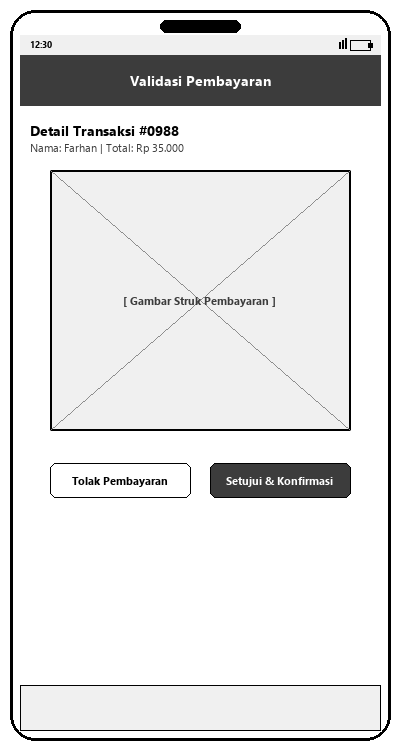 12:30
Validasi Pembayaran
Detail Transaksi #0988
Nama: Farhan | Total: Rp 35.000
[ Gambar Struk Pembayaran ]
Tolak Pembayaran
Setujui & Konfirmasi